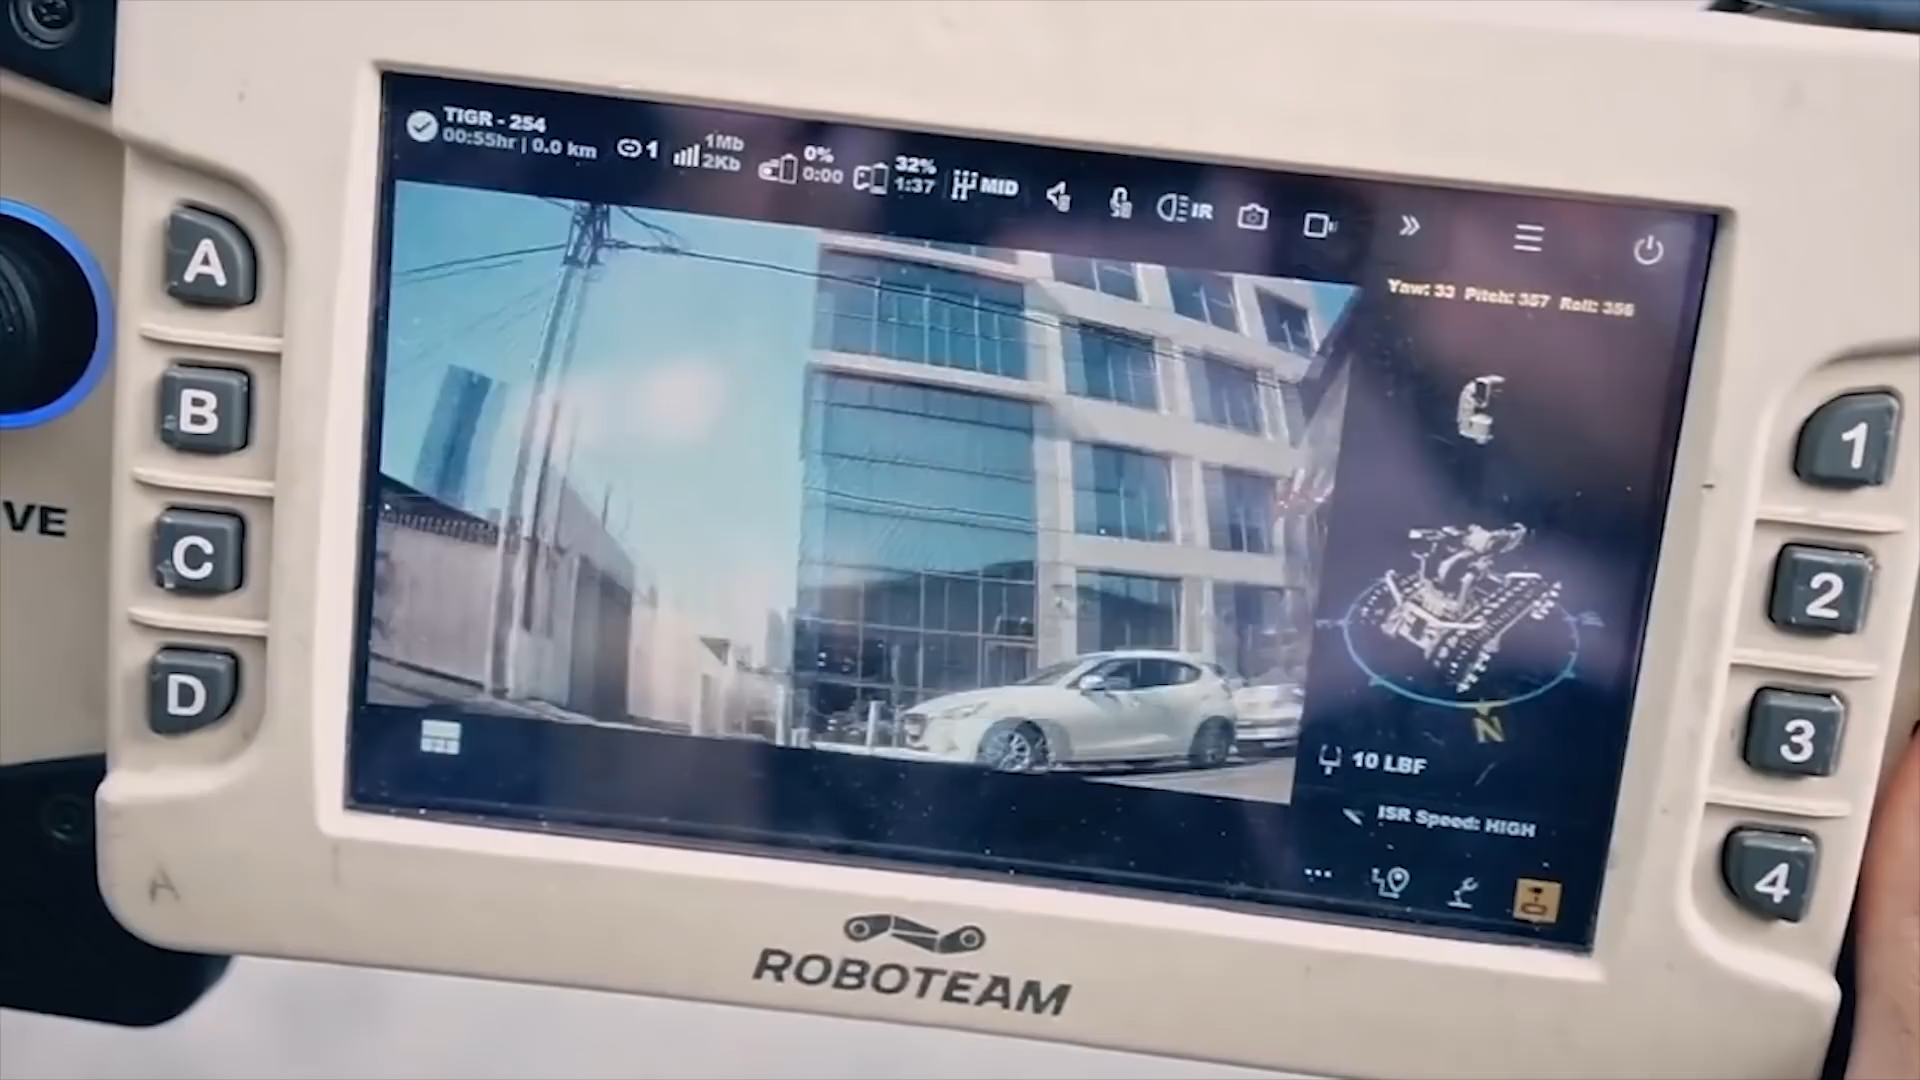 TIGR - 254
00:55hr | 0.0 km
1
1Mb
2Kb
0%
0:00
32%
1:37
MID
IR
Yaw: 33 Pitch: 357 Roll: 356
N
10 LBF
ISR Speed: HIGH
A
B
C
D
VE
1
2
3
4
A
ROBOTEAM